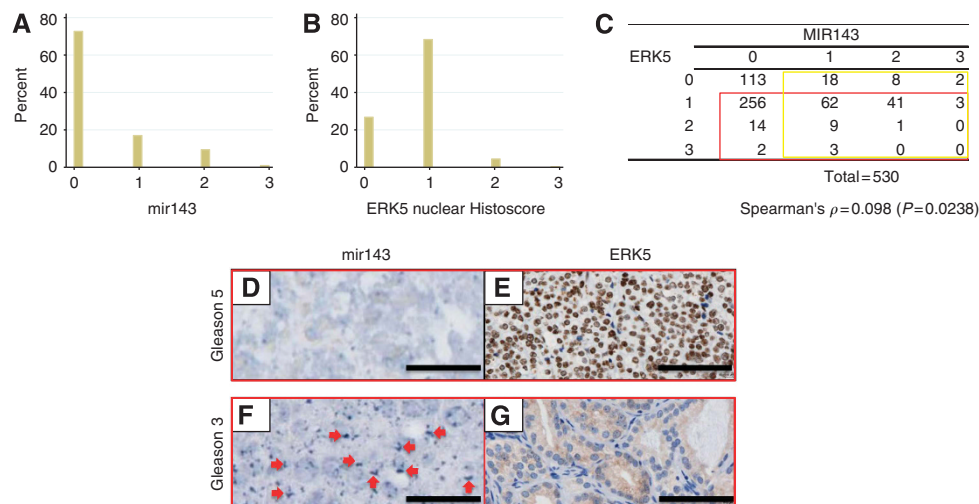 A
80
60
40
20
0
Percent
0 1 2 3
mir143
B
80
60
40
20
0
Percent
0 1 2 3
ERK5 nuclear Histoscore
C
MIR143
ERK5 0 1 2 3
0 113 18 8 2
1 256 62 41 3
2 14 9 1 0
3 2 3 0 0
Total=530
Spearman's ρ=0.098 (P=0.0238)
mir143 ERK5
Gleason 5
D E
Gleason 3
F G